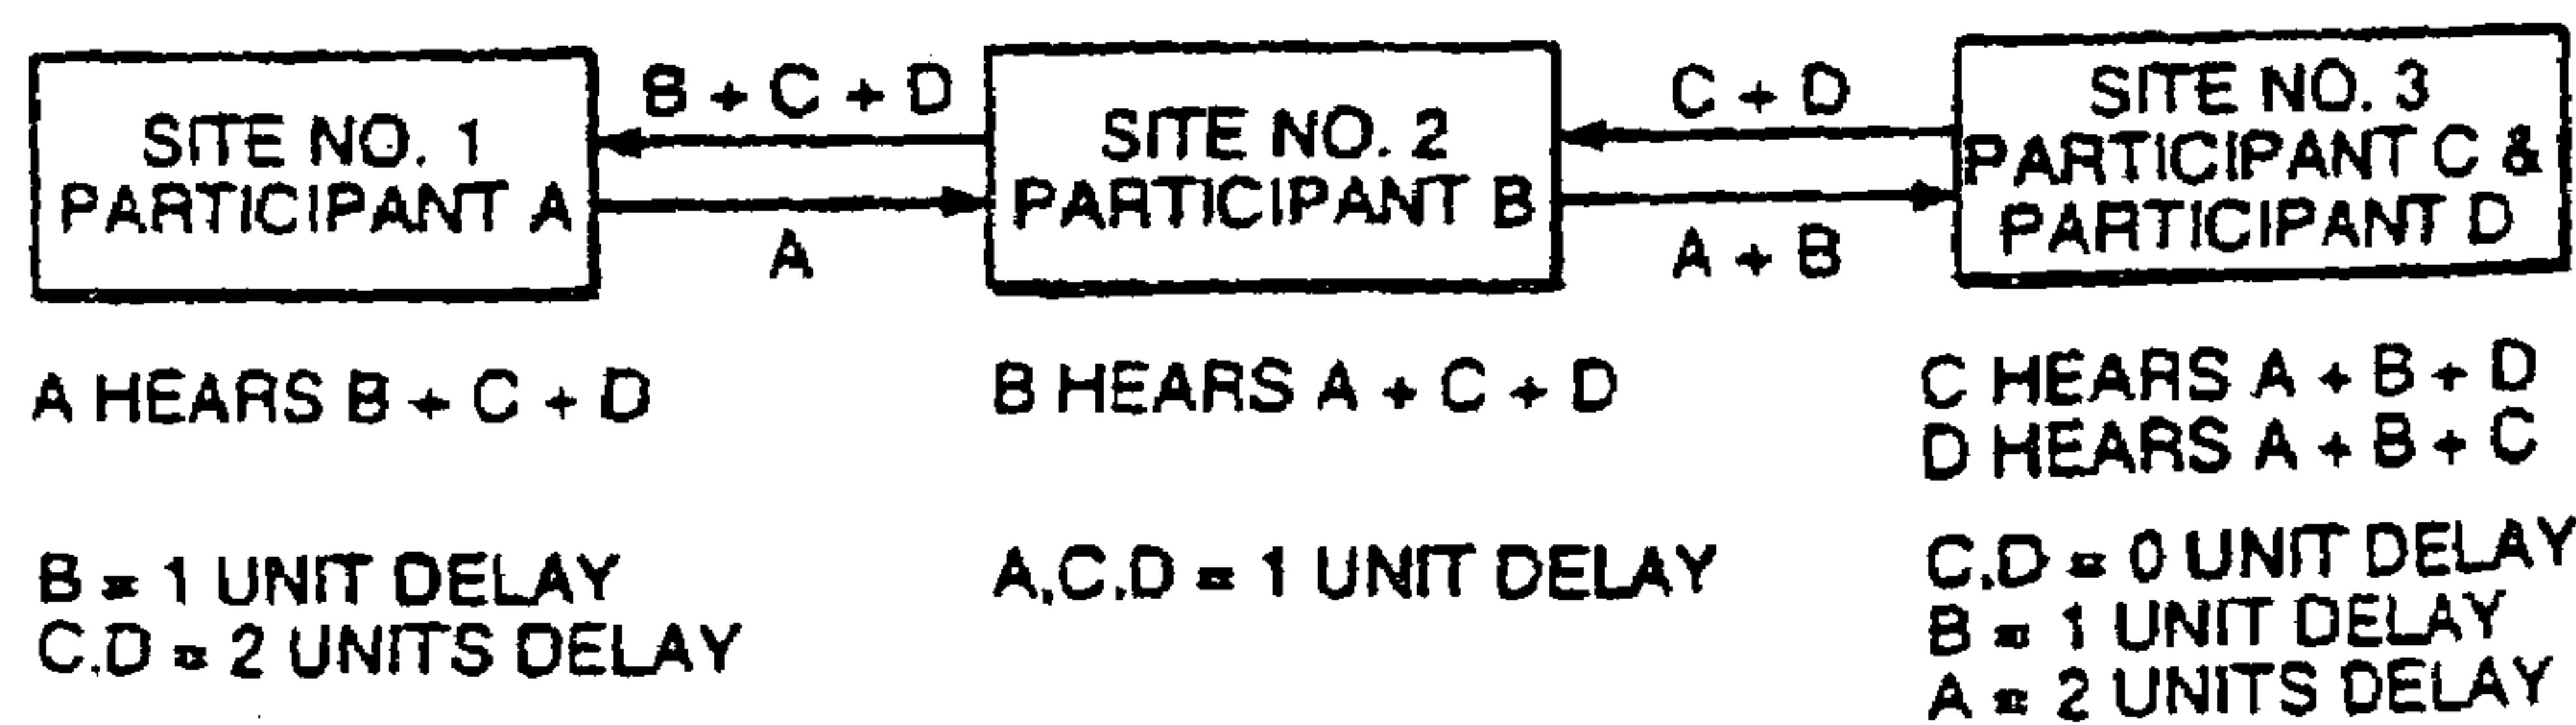 SITE NO. 1
PARTICIPANT A
B + C + D
A
SITE NO. 2
PARTICIPANT B
C + D
A + B
SITE NO. 3
PARTICIPANT C &
PARTICIPANT D
A HEARS B + C + D
B HEARS A + C + D
C HEARS A + B + D
D HEARS A + B + C
B = 1 UNIT DELAY
C,D = 2 UNITS DELAY
A,C,D = 1 UNIT DELAY
C,D = 0 UNIT DELAY
B = 1 UNIT DELAY
A = 2 UNITS DELAY